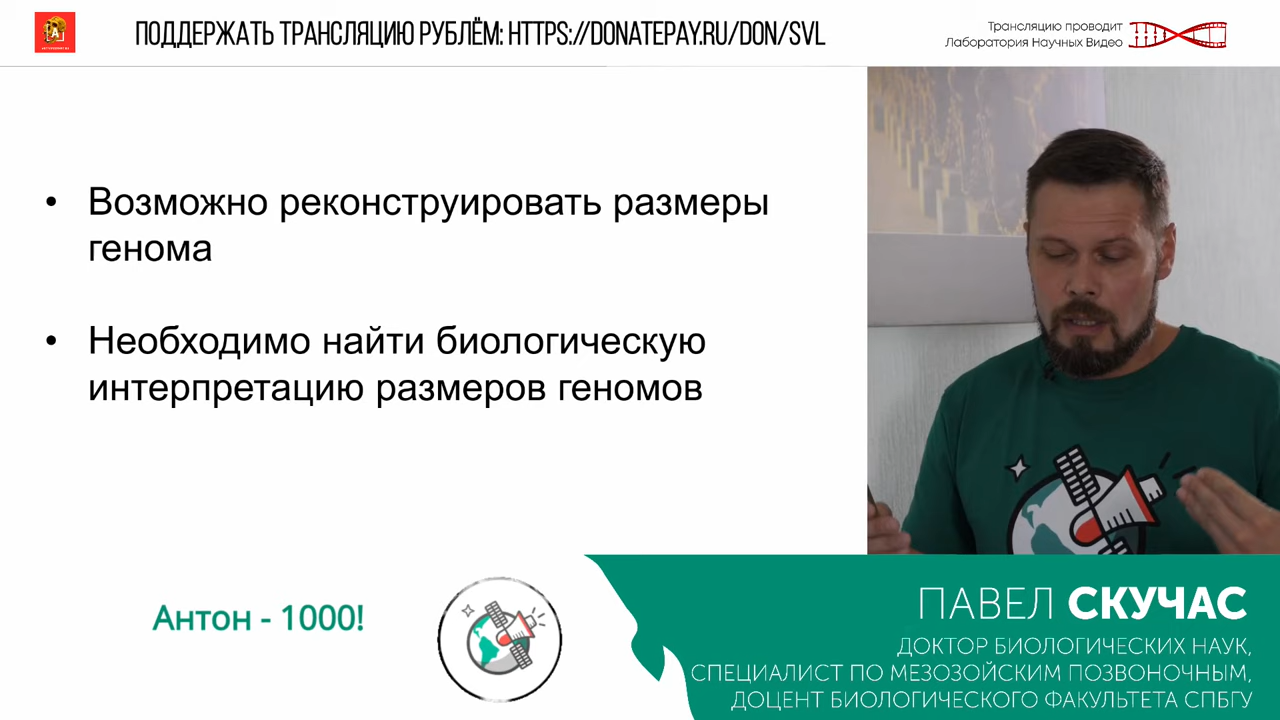 ПОДДЕРЖАТЬ ТРАНСЛЯЦИЮ РУБЛЁМ: HTTPS://DONATEPAY.RU/DON/SVL
Трансляцию проводит
Лаборатория Научных Видео
• Возможно реконструировать размеры
генома
• Необходимо найти биологическую
интерпретацию размеров геномов
Антон - 1000!
ПАВЕЛ СКУЧАС
ДОКТОР БИОЛОГИЧЕСКИХ НАУК,
СПЕЦИАЛИСТ ПО МЕЗОЗОЙСКИМ ПОЗВОНОЧНЫМ,
ДОЦЕНТ БИОЛОГИЧЕСКОГО ФАКУЛЬТЕТА СПБГУ